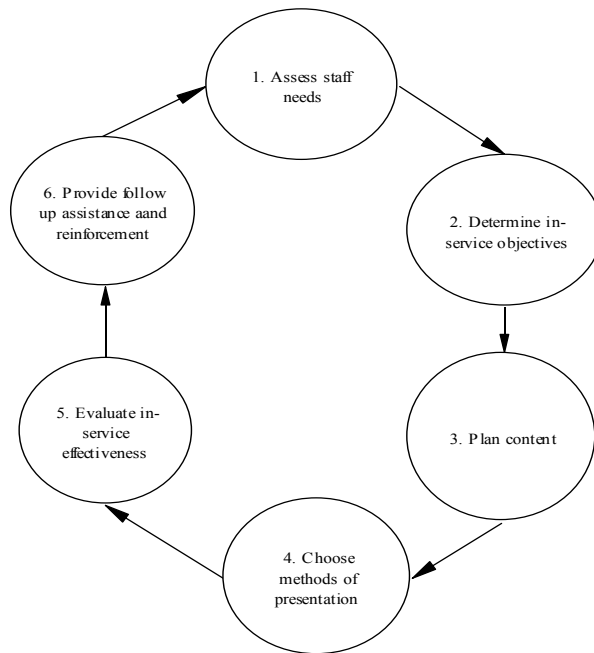 1. Assess staff
needs
2. Determine in-
service objectives
3. Plan content
4. Choose
methods of
presentation
5. Evaluate in-
service
effectiveness
6. Provide follow
up assistance aand
reinforcement